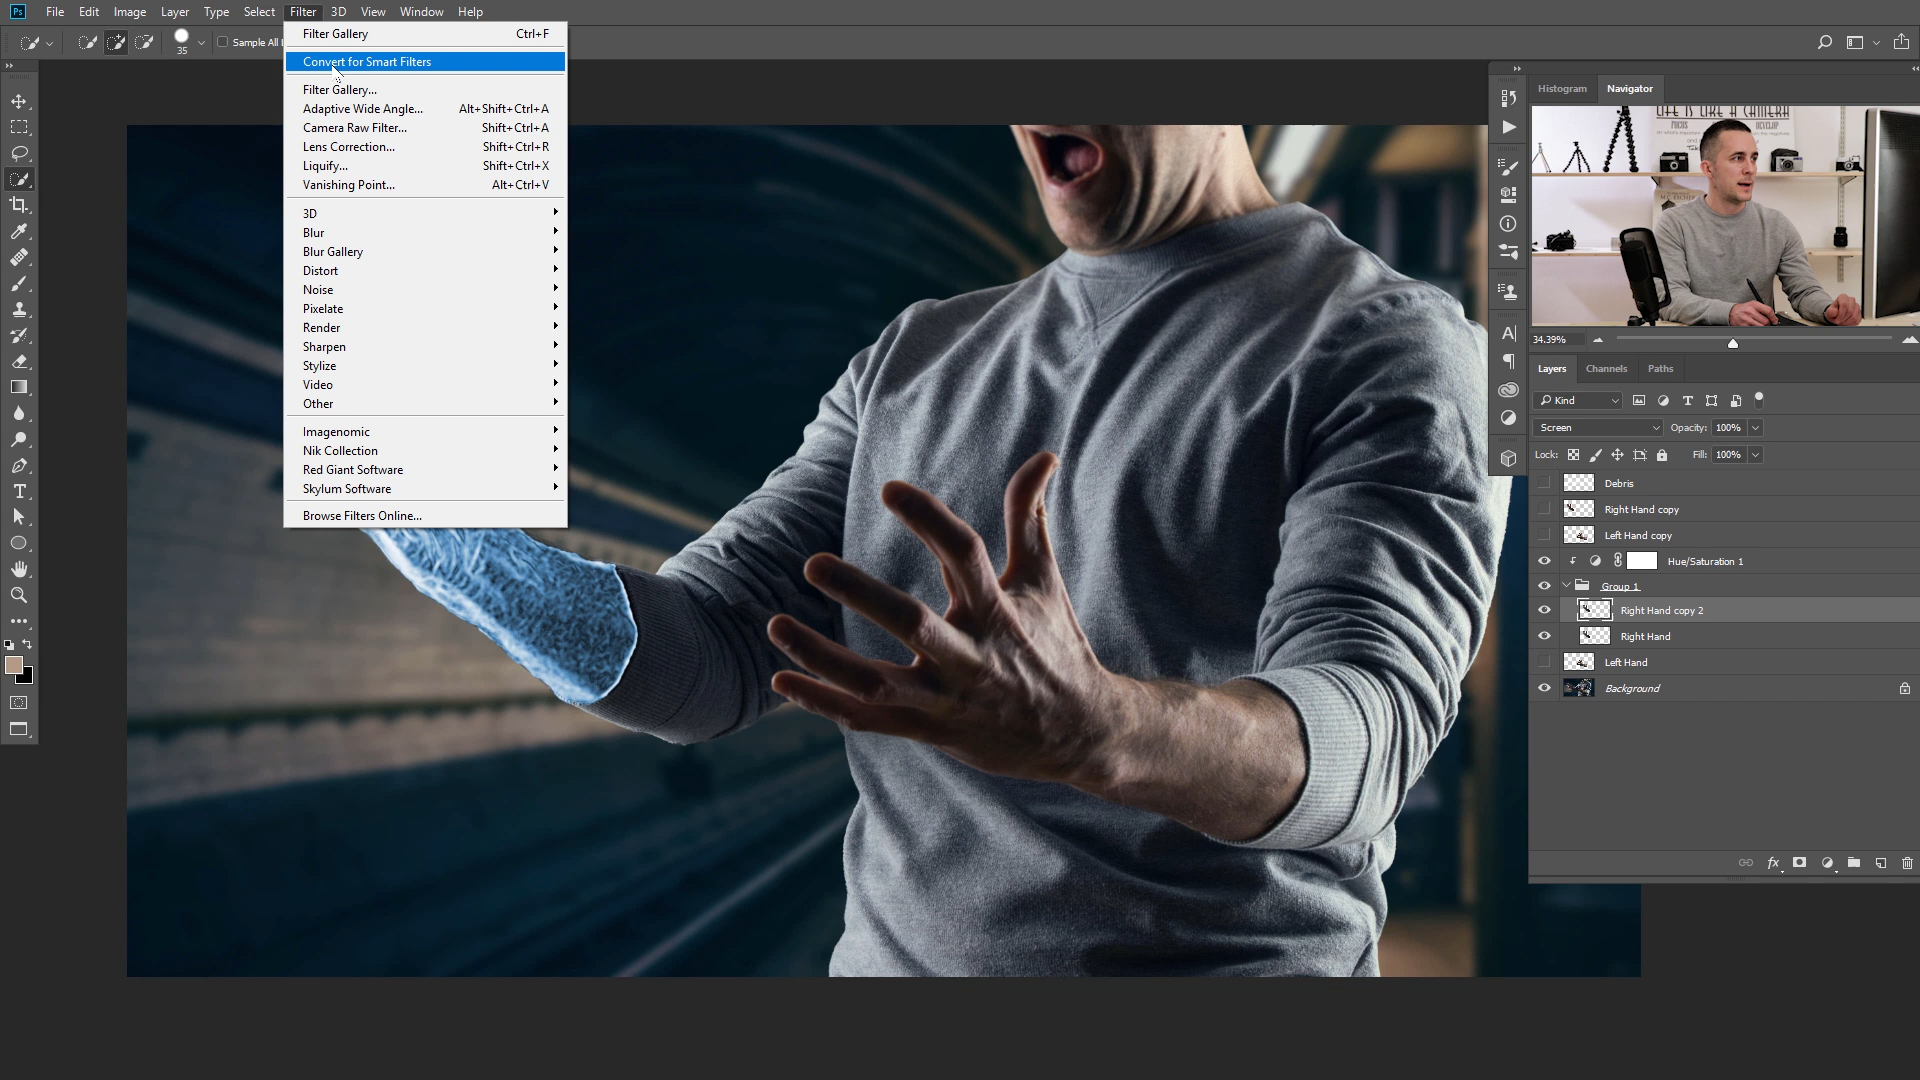 Ps File Edit Image Layer Type Select Filter 3D View Window Help
35 Sample All
Filter Gallery Ctrl+F
Convert for Smart Filters
Filter Gallery...
Adaptive Wide Angle... Alt+Shift+Ctrl+A
Camera Raw Filter... Shift+Ctrl+A
Lens Correction... Shift+Ctrl+R
Liquify... Shift+Ctrl+X
Vanishing Point... Alt+Ctrl+V
3D
Blur
Blur Gallery
Distort
Noise
Pixelate
Render
Sharpen
Stylize
Video
Other
Imagenomic
Nik Collection
Red Giant Software
Skylum Software
Browse Filters Online...
Histogram Navigator
LIFE IS LIKE A CAMERA
FOCUS
DEVELOP
34.39%
Layers Channels Paths
Kind
Screen Opacity: 100%
Lock: Fill: 100%
Debris
Right Hand copy
Left Hand copy
Hue/Saturation 1
Group 1
Right Hand copy 2
Right Hand
Left Hand
Background